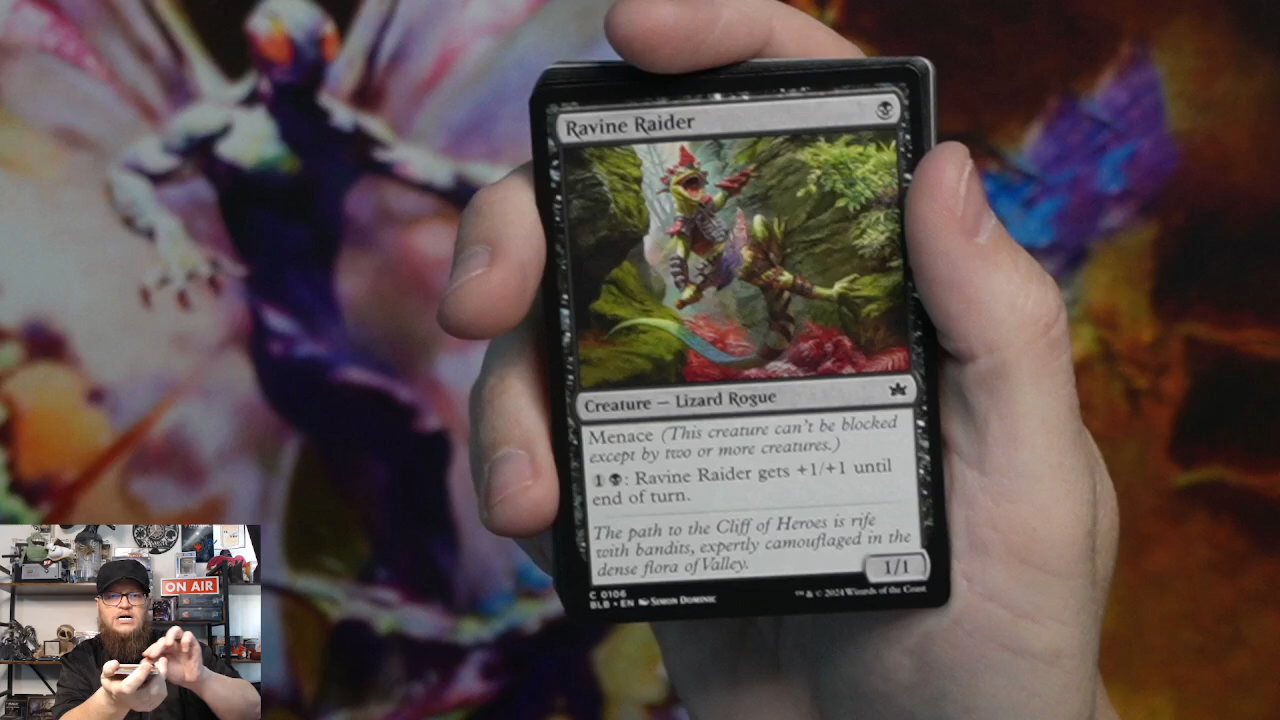 Ravine Raider
Creature — Lizard Rogue
Menace (This creature can't be blocked
except by two or more creatures.)
1: Ravine Raider gets +1/+1 until
end of turn.
The path to the Cliff of Heroes is rife
with bandits, expertly camouflaged in the
dense flora of Valley.
1/1
C 0106
BLB • EN Simon Dominic
™ & © 2024 Wizards of the Coast
ON AIR